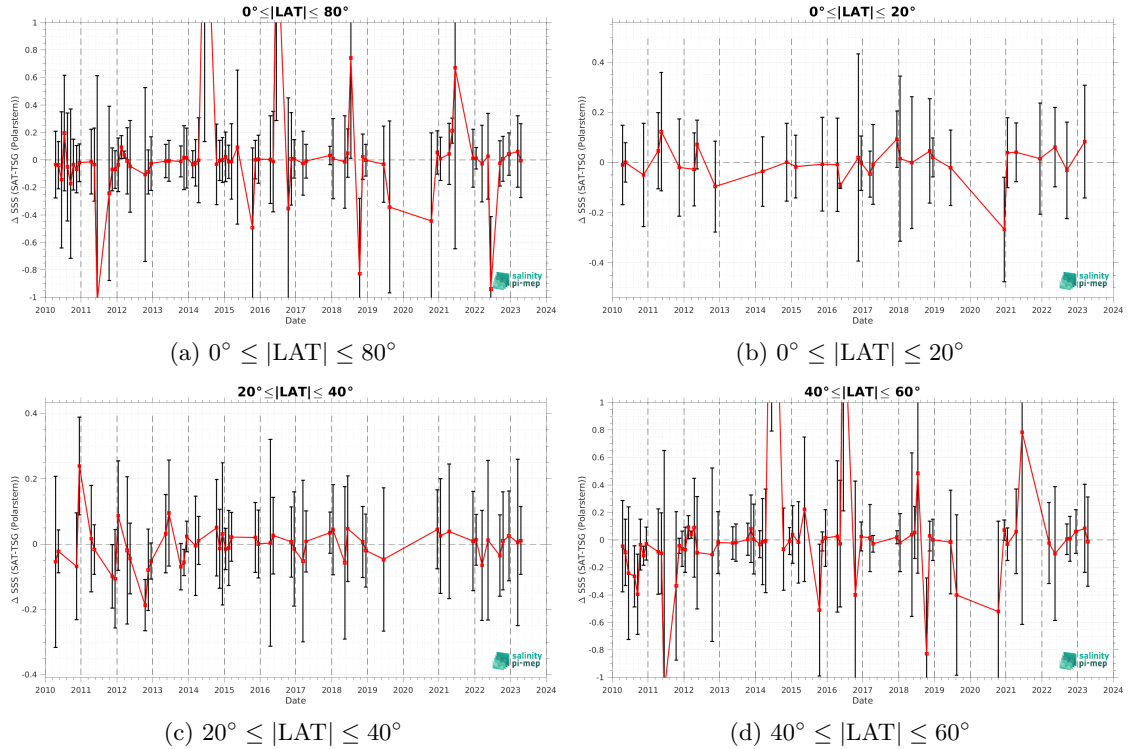 0°≤|LAT|≤ 80°
1
0.8
0.6
0.4
0.2
0
-0.2
-0.4
-0.6
-0.8
-1
Δ SSS (SAT-TSG (Polarstern))
2010 2011 2012 2013 2014 2015 2016 2017 2018 2019 2020 2021 2022 2023 2024
Date
salinity
pi-mep
(a) 0° ≤ |LAT| ≤ 80°
0°≤|LAT|≤ 20°
0.4
0.2
0
-0.2
-0.4
Δ SSS (SAT-TSG (Polarstern))
2010 2011 2012 2013 2014 2015 2016 2017 2018 2019 2020 2021 2022 2023 2024
Date
salinity
pi-mep
(b) 0° ≤ |LAT| ≤ 20°
20°≤|LAT|≤ 40°
0.4
0.2
0
-0.2
-0.4
Δ SSS (SAT-TSG (Polarstern))
2010 2011 2012 2013 2014 2015 2016 2017 2018 2019 2020 2021 2022 2023 2024
Date
salinity
pi-mep
(c) 20° ≤ |LAT| ≤ 40°
40°≤|LAT|≤ 60°
1
0.8
0.6
0.4
0.2
0
-0.2
-0.4
-0.6
-0.8
-1
Δ SSS (SAT-TSG (Polarstern))
2010 2011 2012 2013 2014 2015 2016 2017 2018 2019 2020 2021 2022 2023 2024
Date
salinity
pi-mep
(d) 40° ≤ |LAT| ≤ 60°